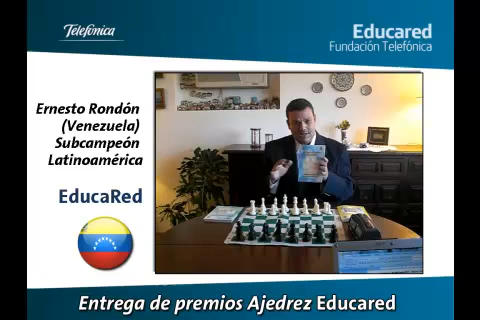 Telefónica
Educared
Fundación Telefónica
Ernesto Rondón
(Venezuela)
Subcampeón
Latinoamérica
EducaRed
Entrega de premios Ajedrez Educared